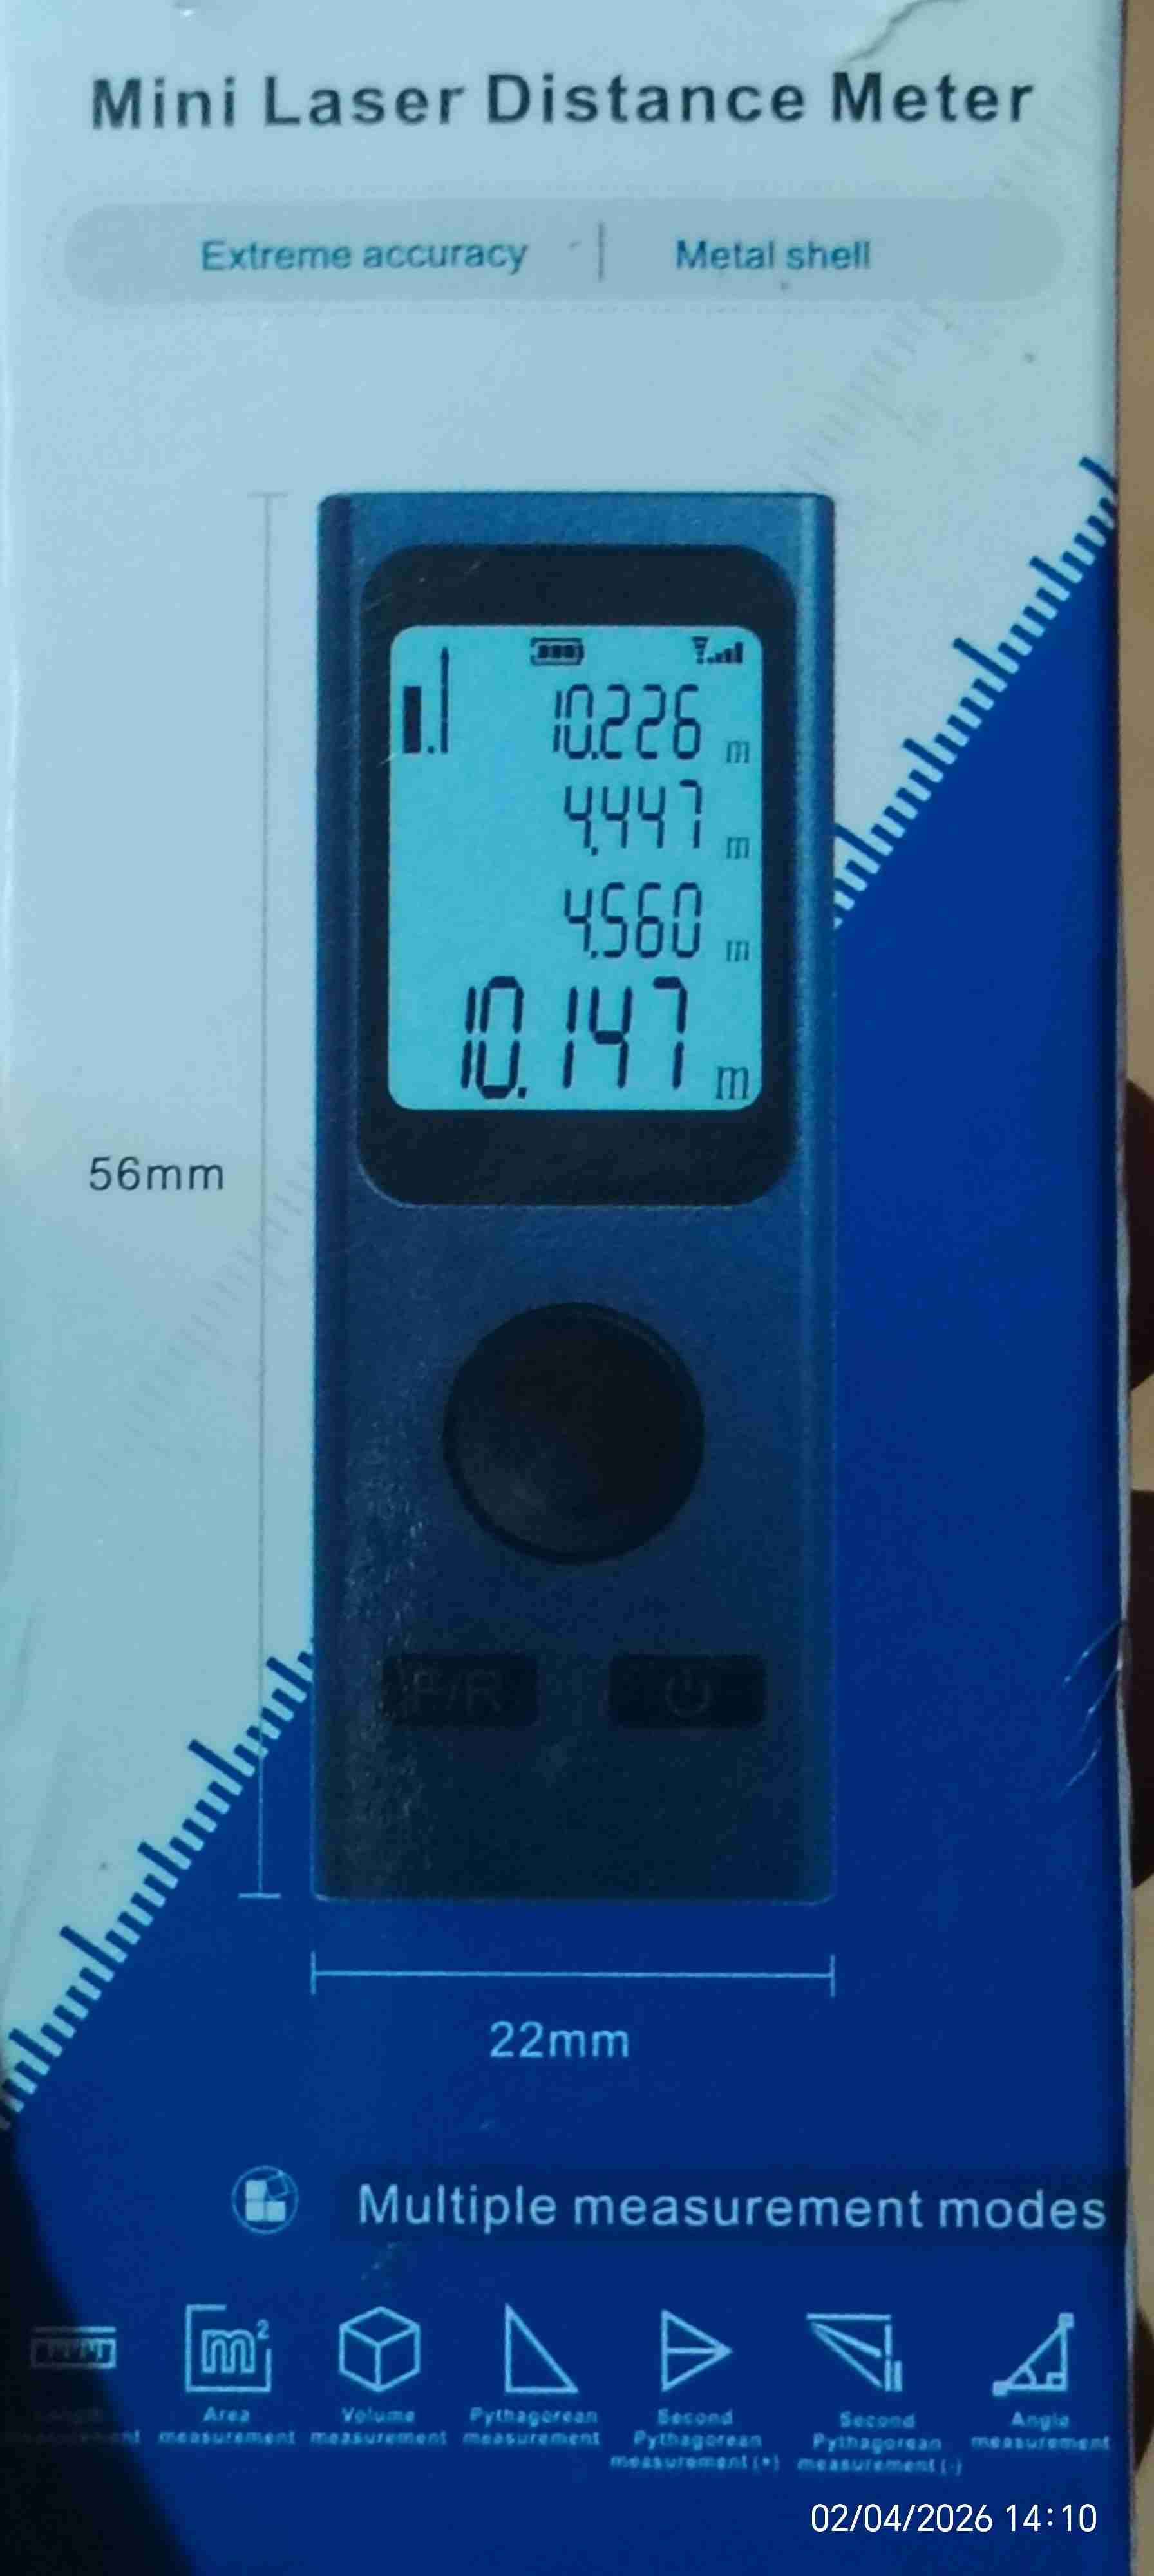 Mini Laser Distance Meter
Extreme accuracy | Metal shell
10.226 m
4.447 m
4.560 m
10.147 m
56mm
F/R
22mm
Multiple measurement modes
Area measurement
Volume measurement
Pythagorean measurement
Second Pythagorean measurement (+)
Second Pythagorean measurement (-)
Angle measurement
02/04/2026 14:10